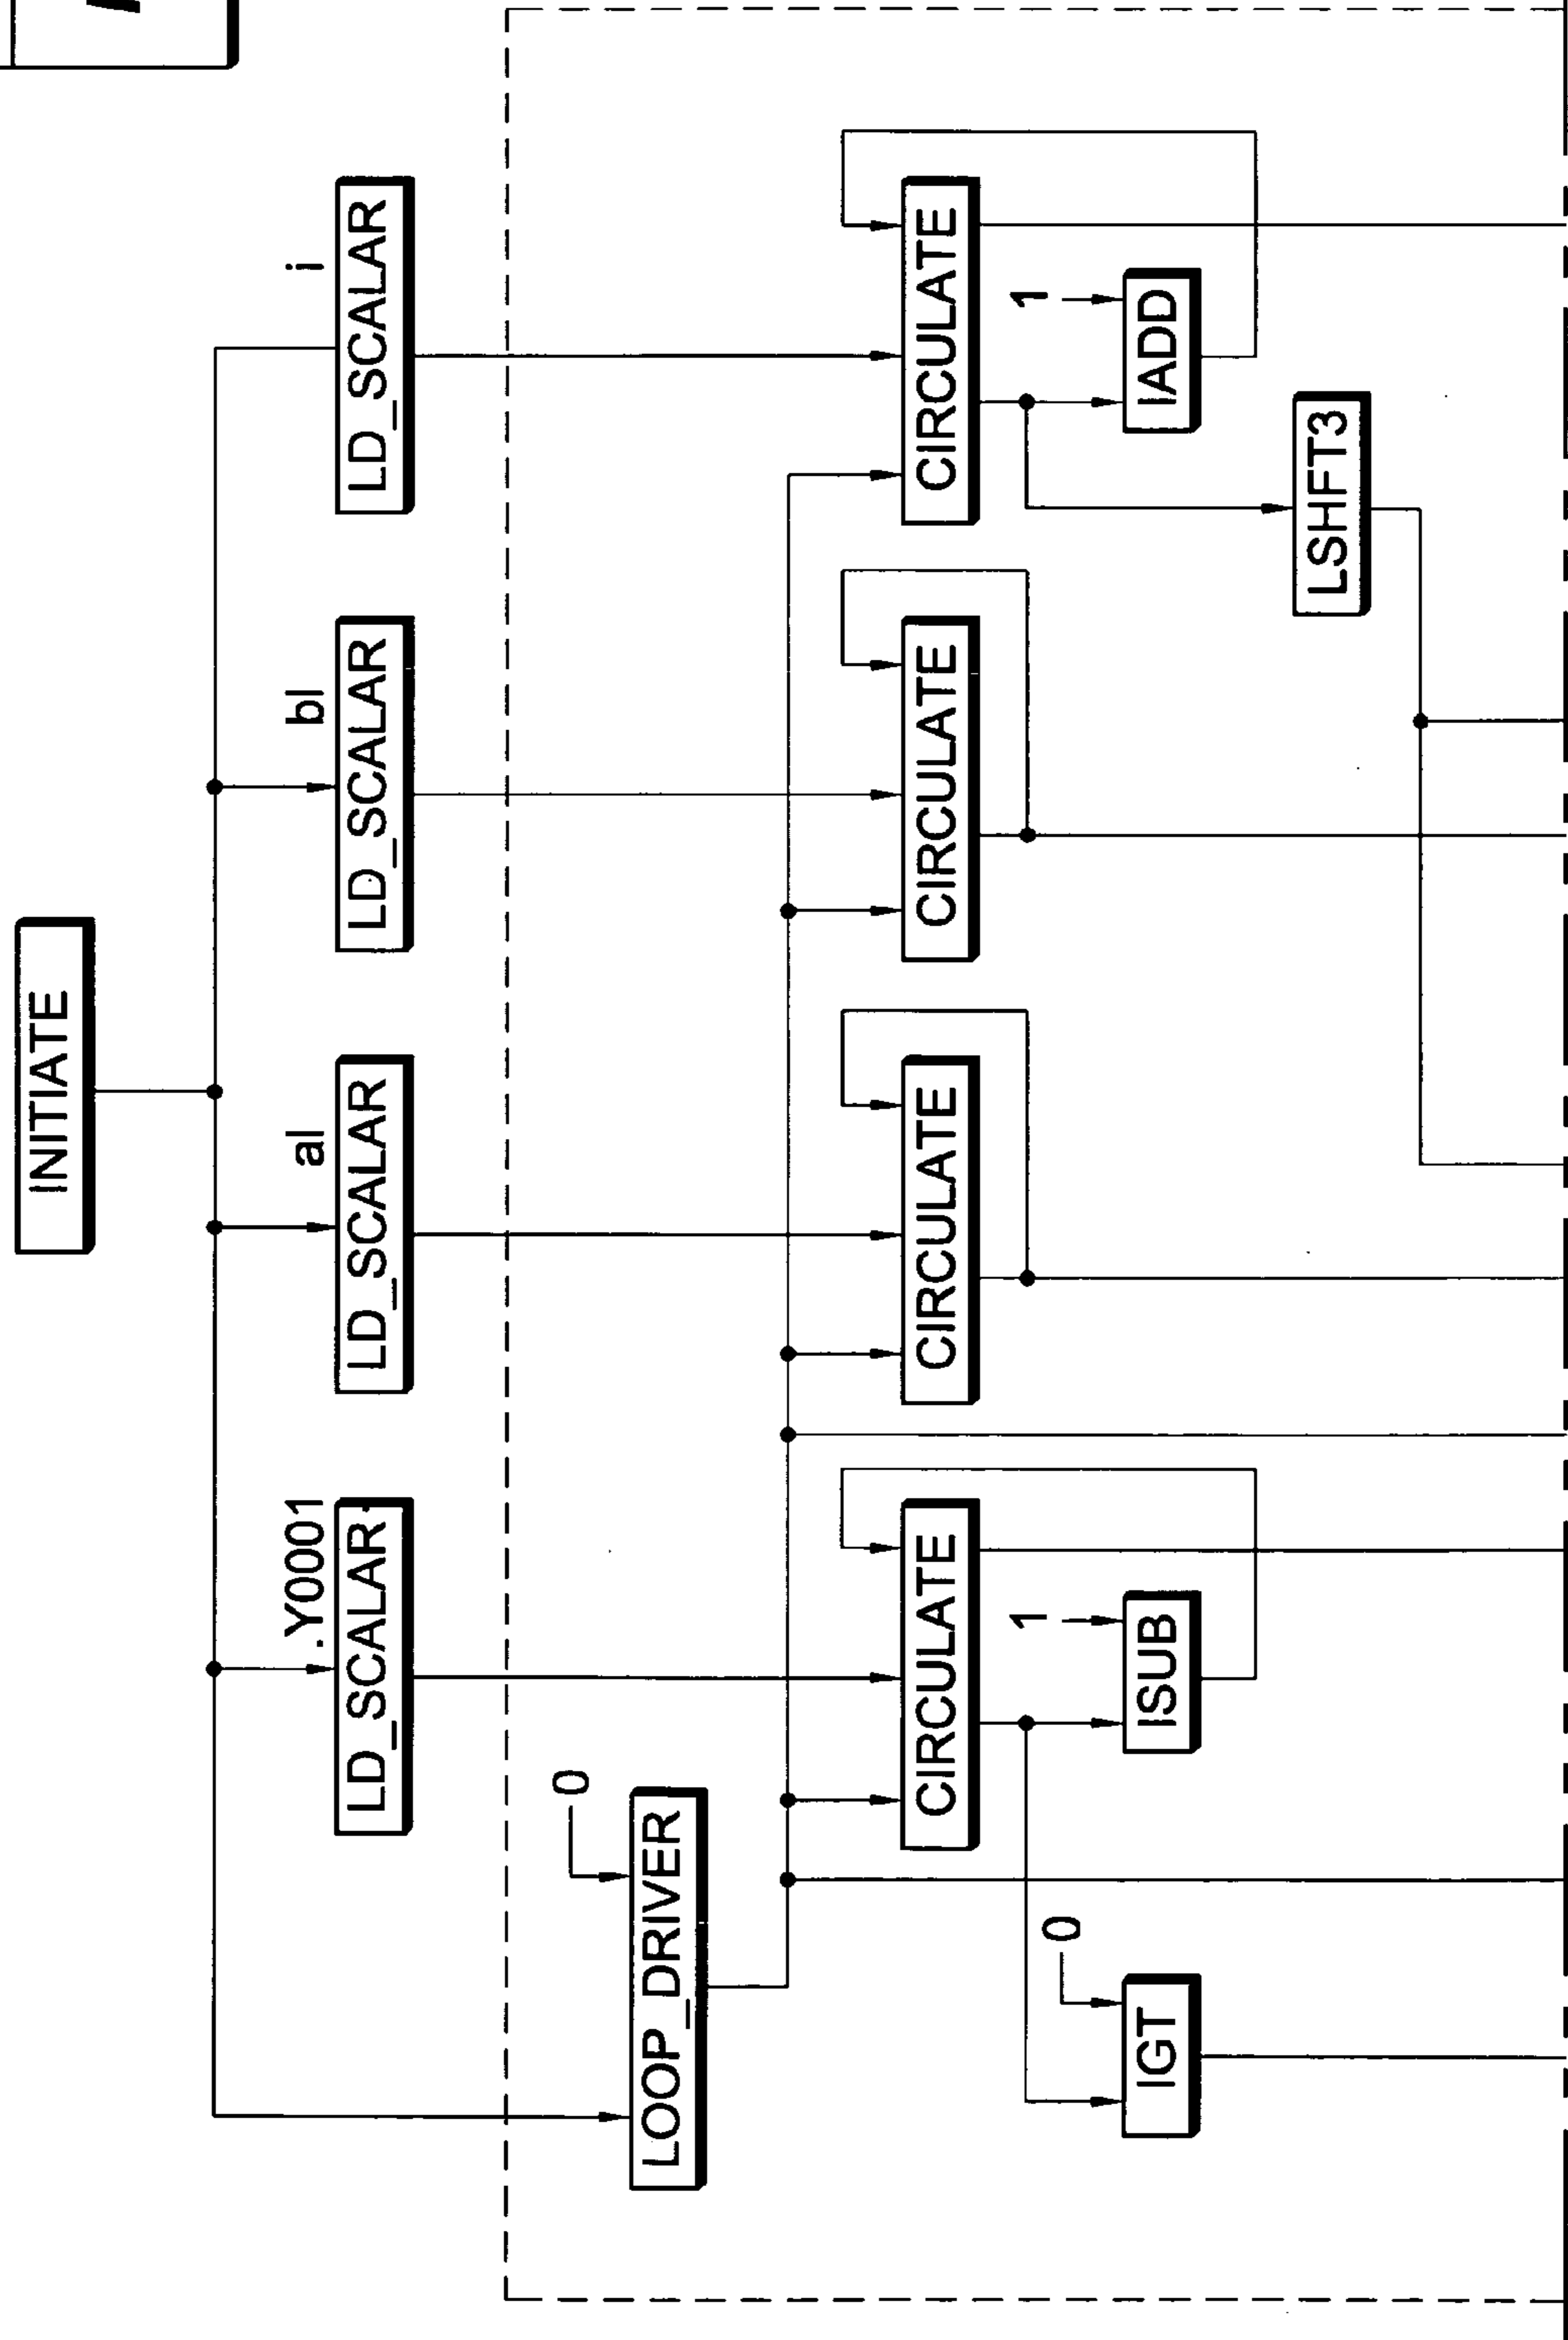 INITIATE
.Y0001
al
bl
i
LD_SCALAR
LD_SCALAR
LD_SCALAR
LD_SCALAR
0
LOOP_DRIVER
CIRCULATE
CIRCULATE
CIRCULATE
CIRCULATE
0
1
1
IGT
ISUB
IADD
LSHFT3